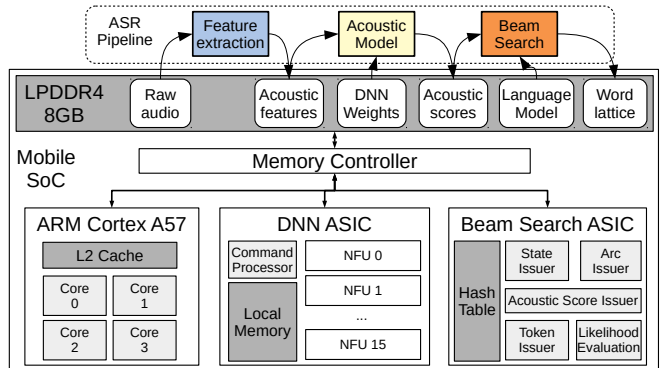 ASR
Pipeline
Feature
extraction
Acoustic
Model
Beam
Search
LPDDR4
8GB
Raw
audio
Acoustic
features
DNN
Weights
Acoustic
scores
Language
Model
Word
lattice
Mobile
SoC
Memory Controller
ARM Cortex A57
L2 Cache
Core
0
Core
1
Core
2
Core
3
DNN ASIC
Command
Processor
Local
Memory
NFU 0
NFU 1
...
NFU 15
Beam Search ASIC
Hash
Table
State
Issuer
Arc
Issuer
Acoustic Score Issuer
Token
Issuer
Likelihood
Evaluation